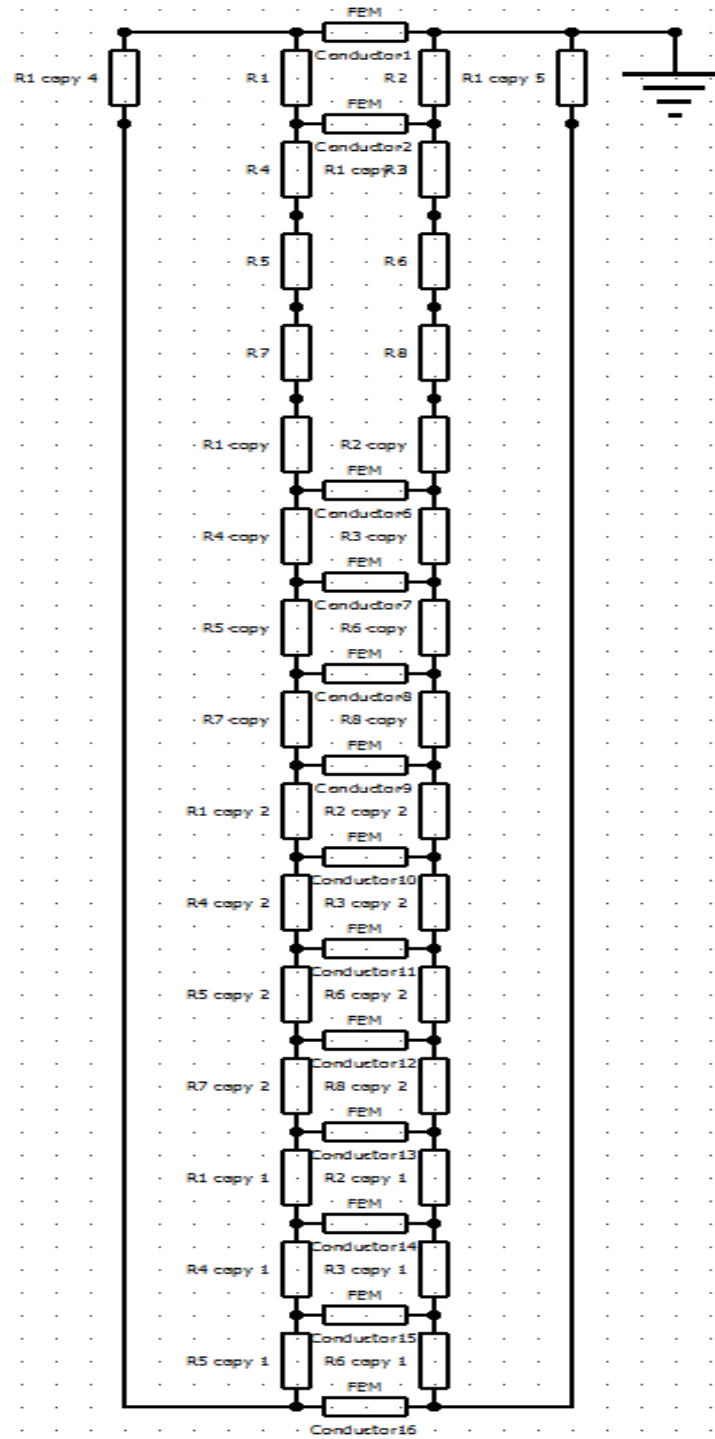 FEM
Conductor1
R1 copy 4
R1
R2
R1 copy 5
FEM
Conductor2
R4
R1 copy
R3
R5
R6
R7
R8
R1 copy
R2 copy
FEM
Conductor6
R4 copy
R3 copy
FEM
Conductor7
R5 copy
R6 copy
FEM
Conductor8
R7 copy
R8 copy
FEM
Conductor9
R1 copy 2
R2 copy 2
FEM
Conductor10
R4 copy 2
R3 copy 2
FEM
Conductor11
R5 copy 2
R6 copy 2
FEM
Conductor12
R7 copy 2
R8 copy 2
FEM
Conductor13
R1 copy 1
R2 copy 1
FEM
Conductor14
R4 copy 1
R3 copy 1
FEM
Conductor15
R5 copy 1
R6 copy 1
FEM
Conductor16